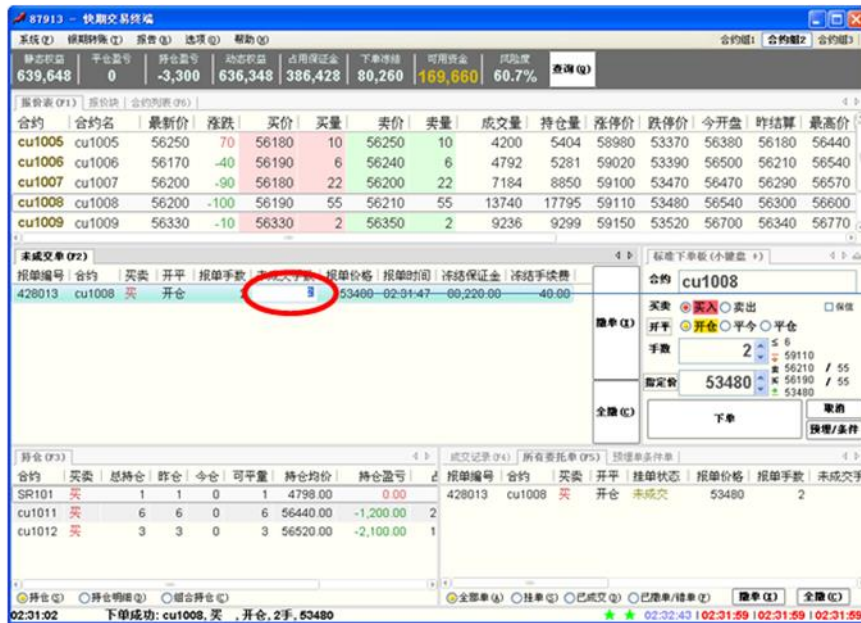 87913 - 快期交易终端
系统(Z) 银期转账(T) 报告(R) 选项(O) 帮助(H) 合约组1 合约组2 合约组3
静态权益 平仓盈亏 持仓盈亏 动态权益 占用保证金 下单冻结 可用资金 风险度
639,648 0 -3,300 636,348 386,428 80,260 169,660 60.7% 查询(Q)
报价表(F1) 报价块 合约列表(F6)
合约 合约名 最新价 涨跌 买价 买量 卖价 卖量 成交量 持仓量 涨停价 跌停价 今开盘 昨结算 最高价
cu1005 cu1005 56250 70 56180 10 56250 10 4200 5404 58980 53370 56380 56180 56440
cu1006 cu1006 56170 -40 56190 6 56240 6 4792 5281 59020 53390 56500 56210 56540
cu1007 cu1007 56200 -90 56180 22 56200 22 7184 8850 59100 53470 56470 56290 56570
cu1008 cu1008 56200 -100 56190 55 56210 55 13740 17795 59110 53480 56540 56300 56600
cu1009 cu1009 56330 -10 56330 2 56350 2 9236 9299 59150 53520 56700 56340 56770
未成交单(F2) 标准下单板(小键盘 +)
报单编号 合约 买卖 开平 报单手数 未成交手数 报单价格 报单时间 冻结保证金 冻结手续费
428013 cu1008 买 开仓 53480 02:31:47 80,220.00 40.00
合约 cu1008
买卖 买入 卖出
开平 开仓 平今 平仓
手数 2 ≤ 6
59110
56210 / 55
指定价 53480 56190 / 55
53480
下单 取消
预埋/条件
撤单(X)
全撤(C)
持仓(F3) 成交记录(F4) 所有委托单(F5) 预埋单条件单
合约 买卖 总持仓 昨仓 今仓 可平量 持仓均价 持仓盈亏
SR101 买 1 1 0 1 4798.00 0.00
cu1011 买 6 6 0 6 56440.00 -1,200.00 2
cu1012 买 3 3 0 3 56520.00 -2,100.00 1
报单编号 合约 买卖 开平 挂单状态 报单价格 报单手数 未成交手
428013 cu1008 买 开仓 未成交 53480 2
持仓 持仓明细 组合持仓
全部单 挂单 已成交 已撤单/错单 撤单(X) 全撤(C)
02:31:02 下单成功: cu1008, 买 , 开仓, 2手, 53480 02:32:43 02:31:59 02:31:59 02:31:59